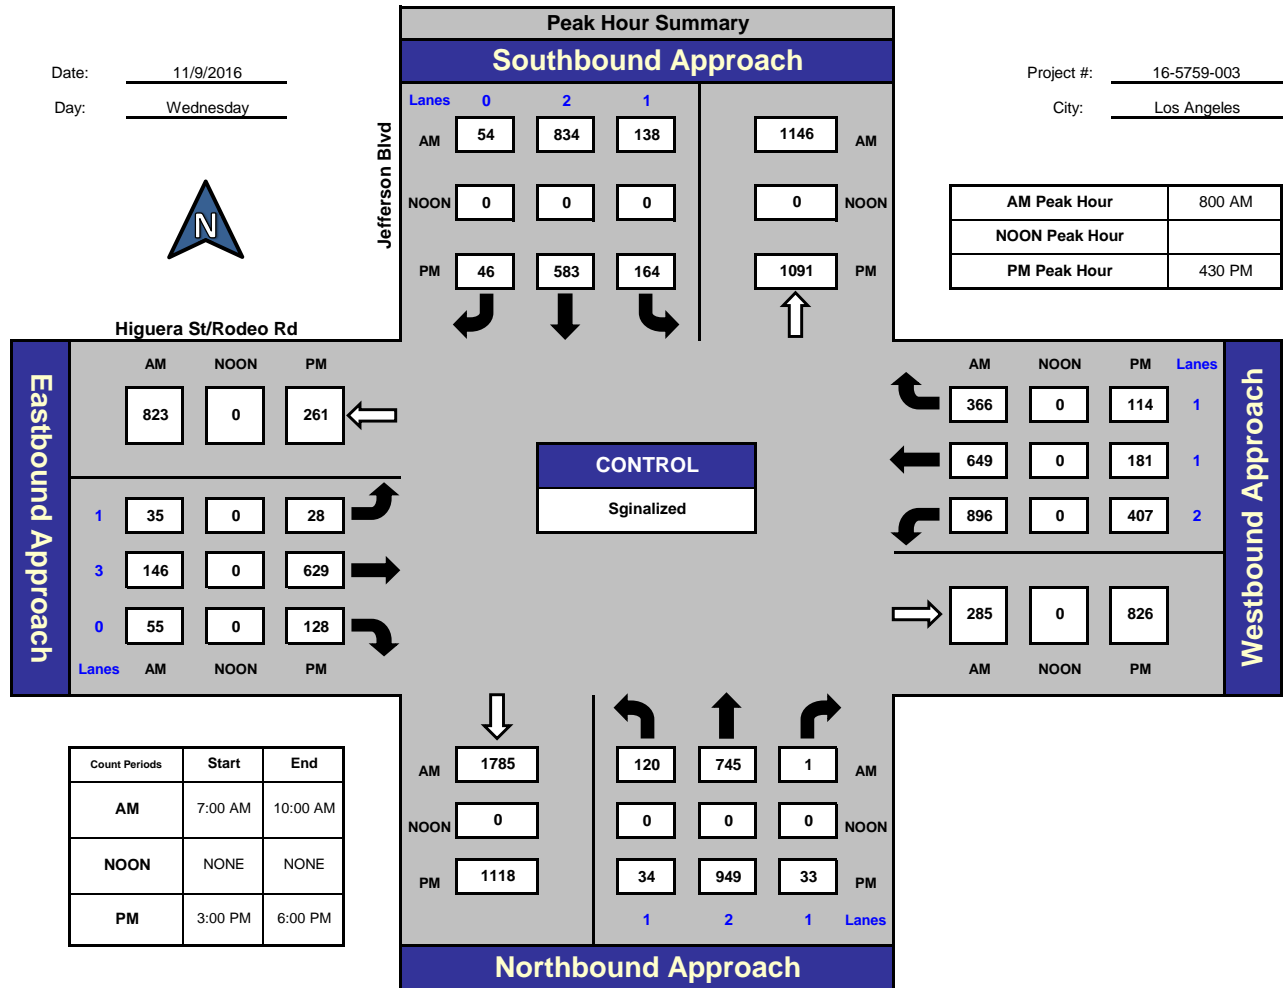 Peak Hour Summary
Southbound Approach
Date: 11/9/2016
Project #: 16-5759-003
Day: Wednesday
City: Los Angeles
Lanes 0 2 1
AM 54 834 138 1146 AM
NOON 0 0 0 0 NOON
PM 46 583 164 1091 PM
Jefferson Blvd
N
AM Peak Hour 800 AM
NOON Peak Hour
PM Peak Hour 430 PM
Higuera St/Rodeo Rd
Eastbound Approach
AM NOON PM
823 0 261
1 35 0 28
3 146 0 629
0 55 0 128
Lanes AM NOON PM
CONTROL
Sginalized
AM NOON PM Lanes
366 0 114 1
649 0 181 1
896 0 407 2
285 0 826
AM NOON PM
Westbound Approach
Count Periods Start End
AM 7:00 AM 10:00 AM
NOON NONE NONE
PM 3:00 PM 6:00 PM
AM 1785 120 745 1 AM
NOON 0 0 0 0 NOON
PM 1118 34 949 33 PM
1 2 1 Lanes
Northbound Approach